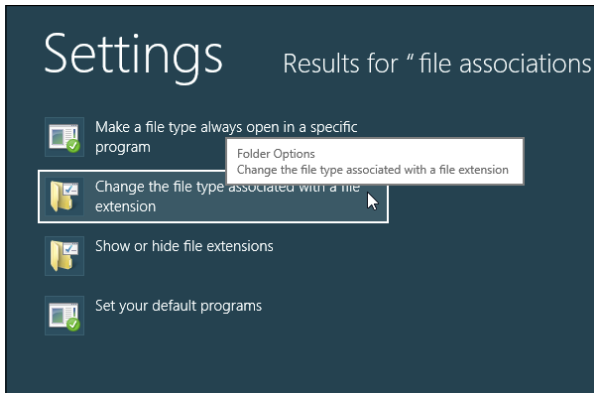 Settings
Results for “ file associations
Make a file type always open in a specific
program
Folder Options
Change the file type associated with a file extension
Change the file type associated with a file
extension
Show or hide file extensions
Set your default programs